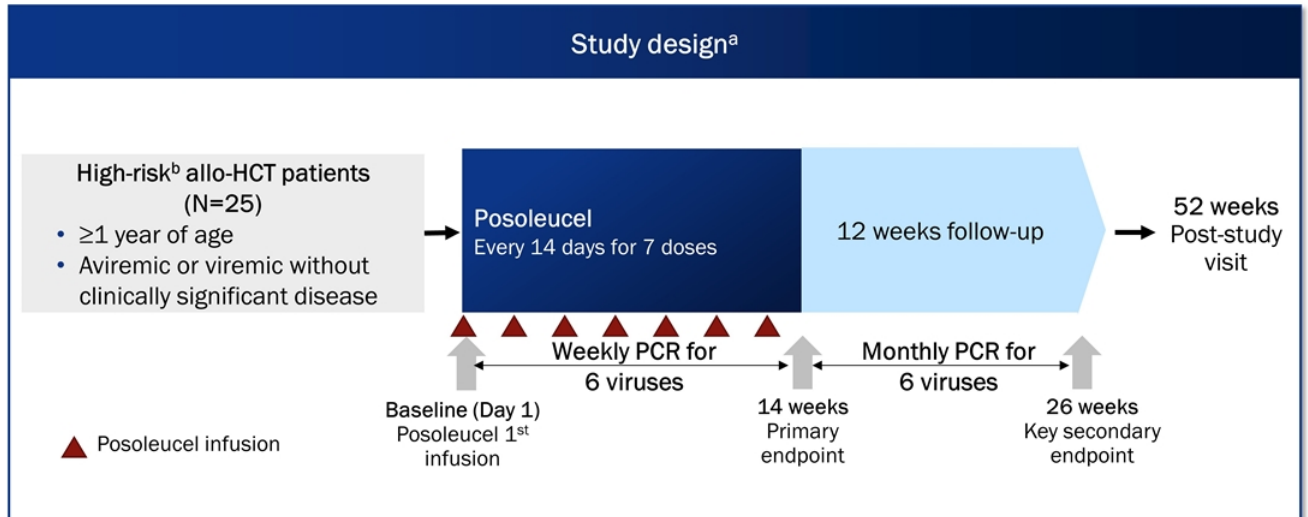 Study designᵃ
High-riskᵇ allo-HCT patients
(N=25)
• ≥1 year of age
• Aviremic or viremic without
clinically significant disease
Posoleucel
Every 14 days for 7 doses
12 weeks follow-up
52 weeks
Post-study
visit
Weekly PCR for
6 viruses
Monthly PCR for
6 viruses
Baseline (Day 1)
Posoleucel 1ˢᵗ
infusion
14 weeks
Primary
endpoint
26 weeks
Key secondary
endpoint
Posoleucel infusion